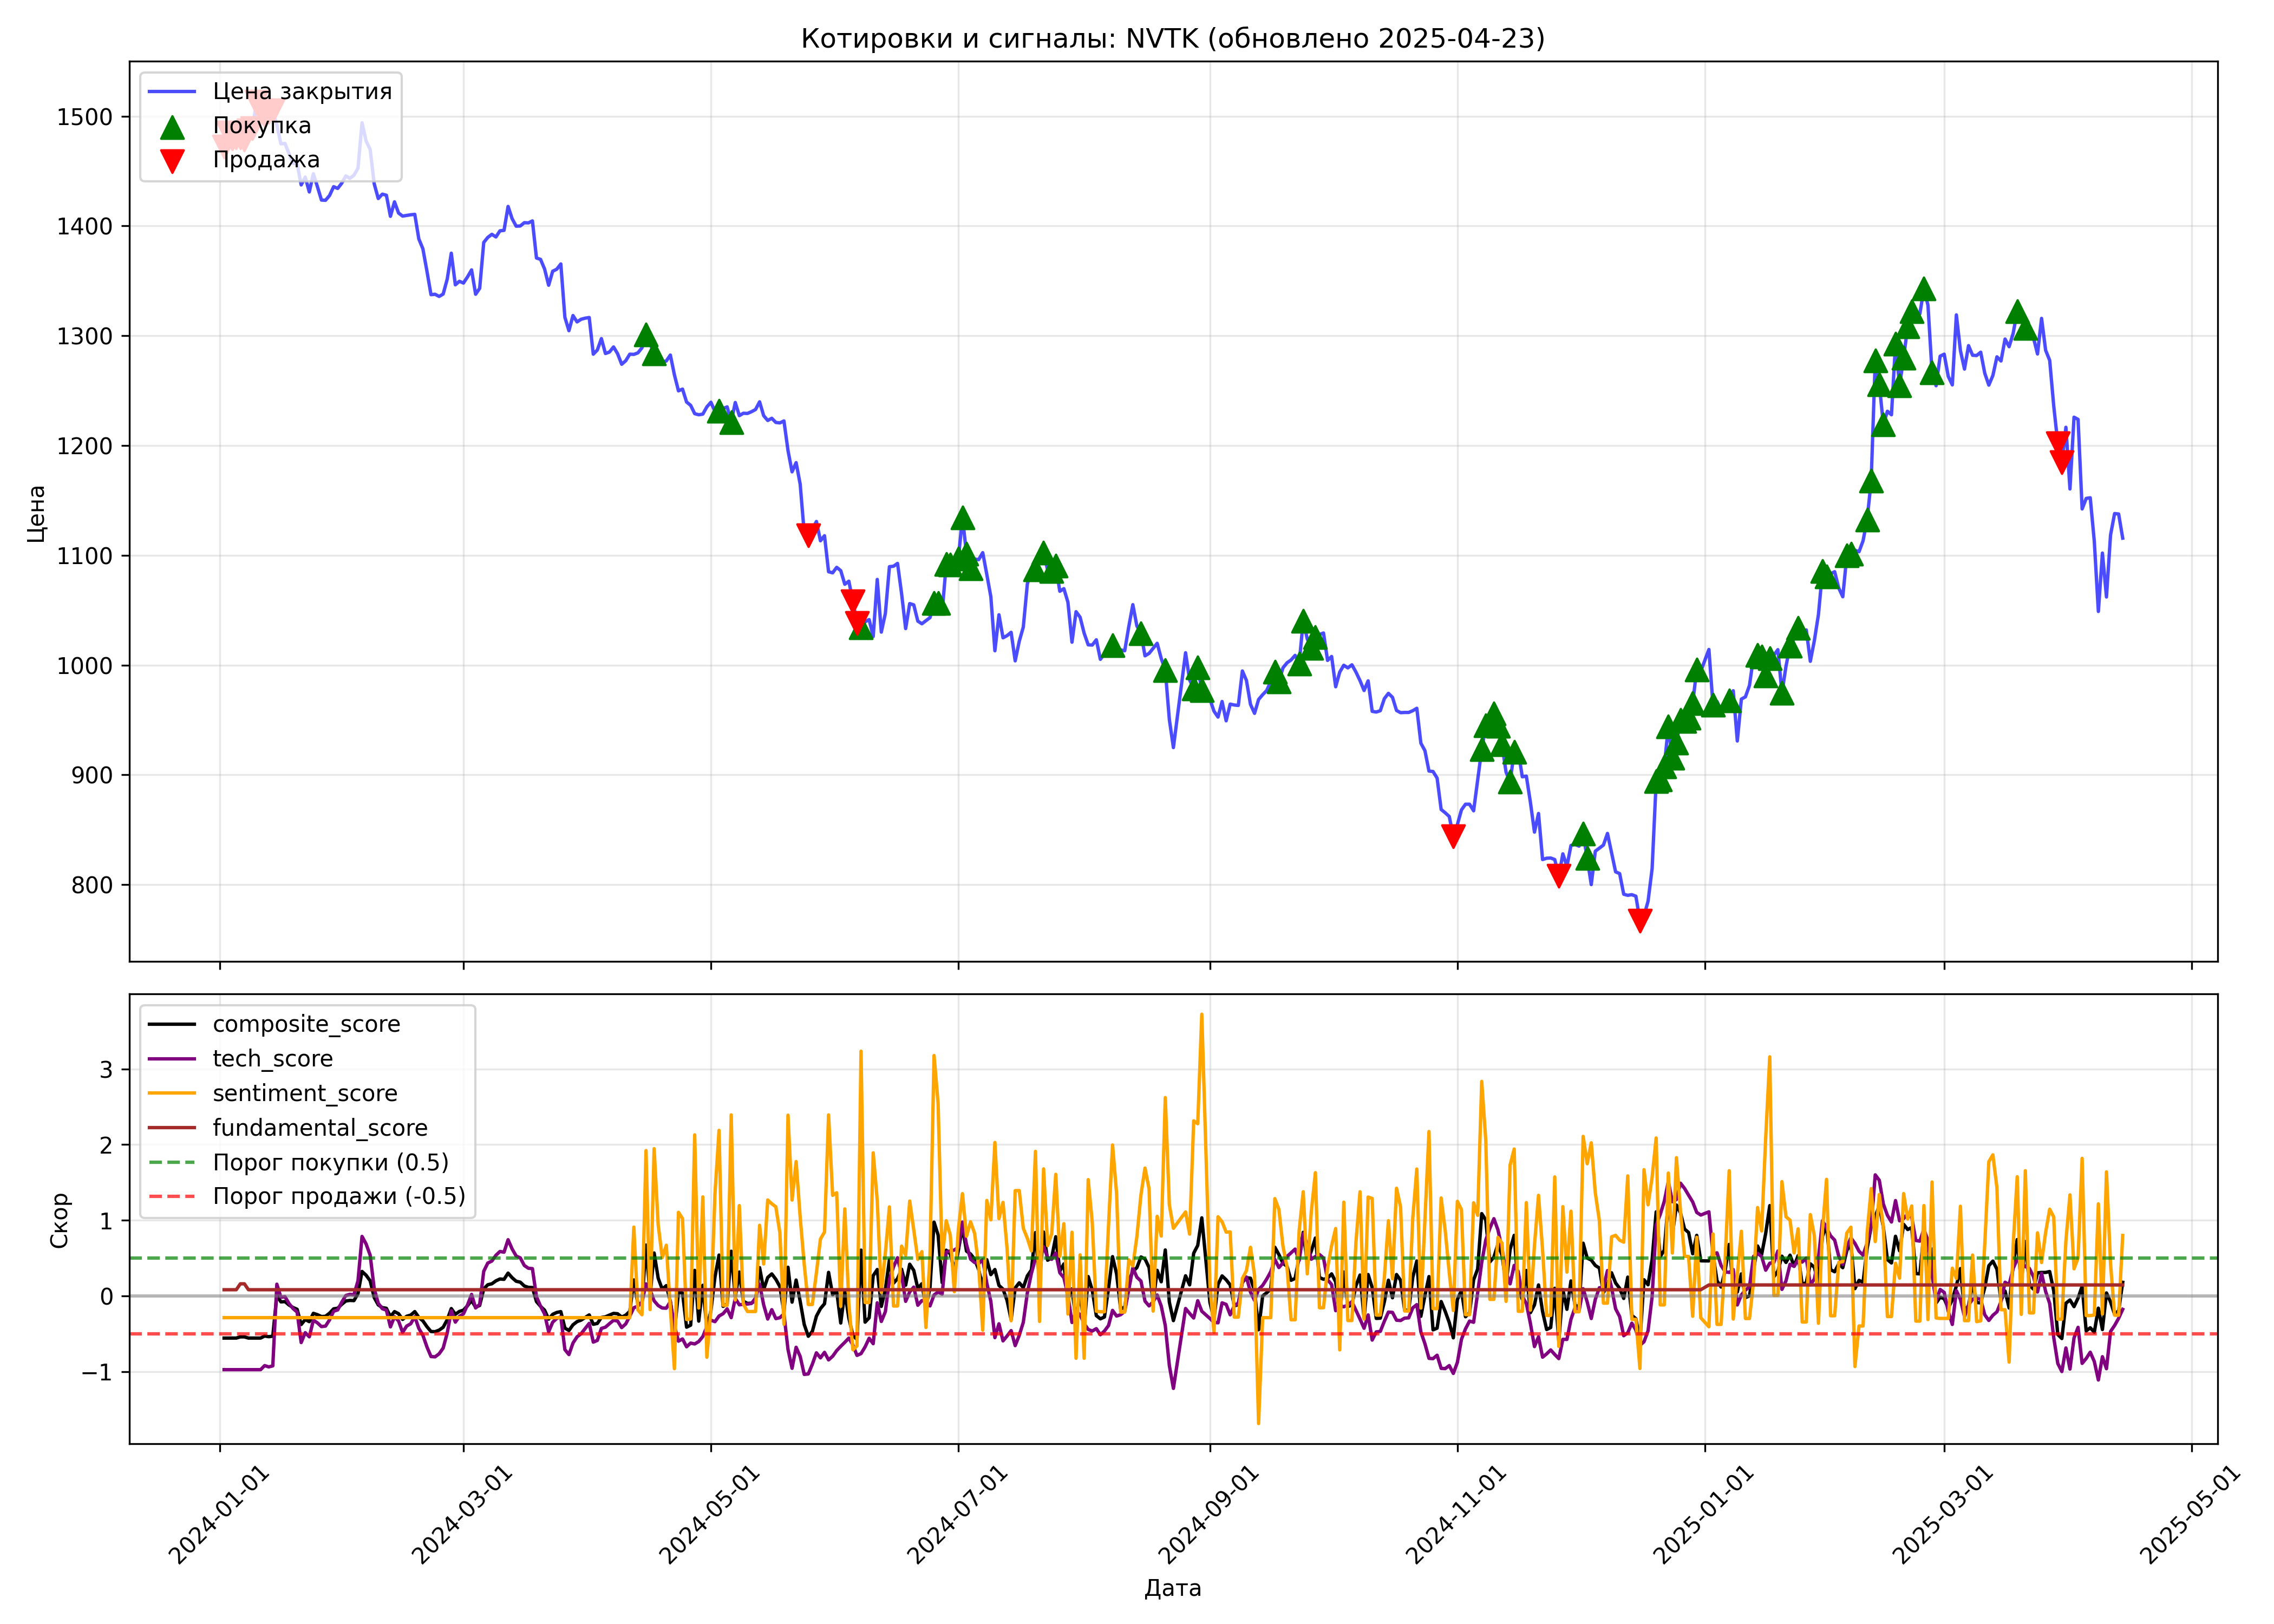 Котировки и сигналы: NVTK (обновлено 2025-04-23)
Цена закрытия
Покупка
Продажа
1500
1400
1300
1200
1100
1000
900
800
Цена
composite_score
tech_score
sentiment_score
fundamental_score
Порог покупки (0.5)
Порог продажи (-0.5)
3
2
1
0
−1
Скор
2024-01-01
2024-03-01
2024-05-01
2024-07-01
2024-09-01
2024-11-01
2025-01-01
2025-03-01
2025-05-01
Дата